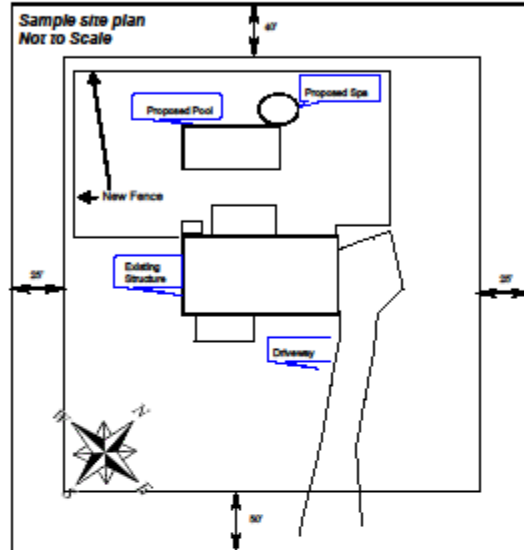 Sample site plan
Not to Scale
40'
Proposed Spa
Proposed Pool
New Fence
Existing
Structure
25'
25'
Driveway
N
50'